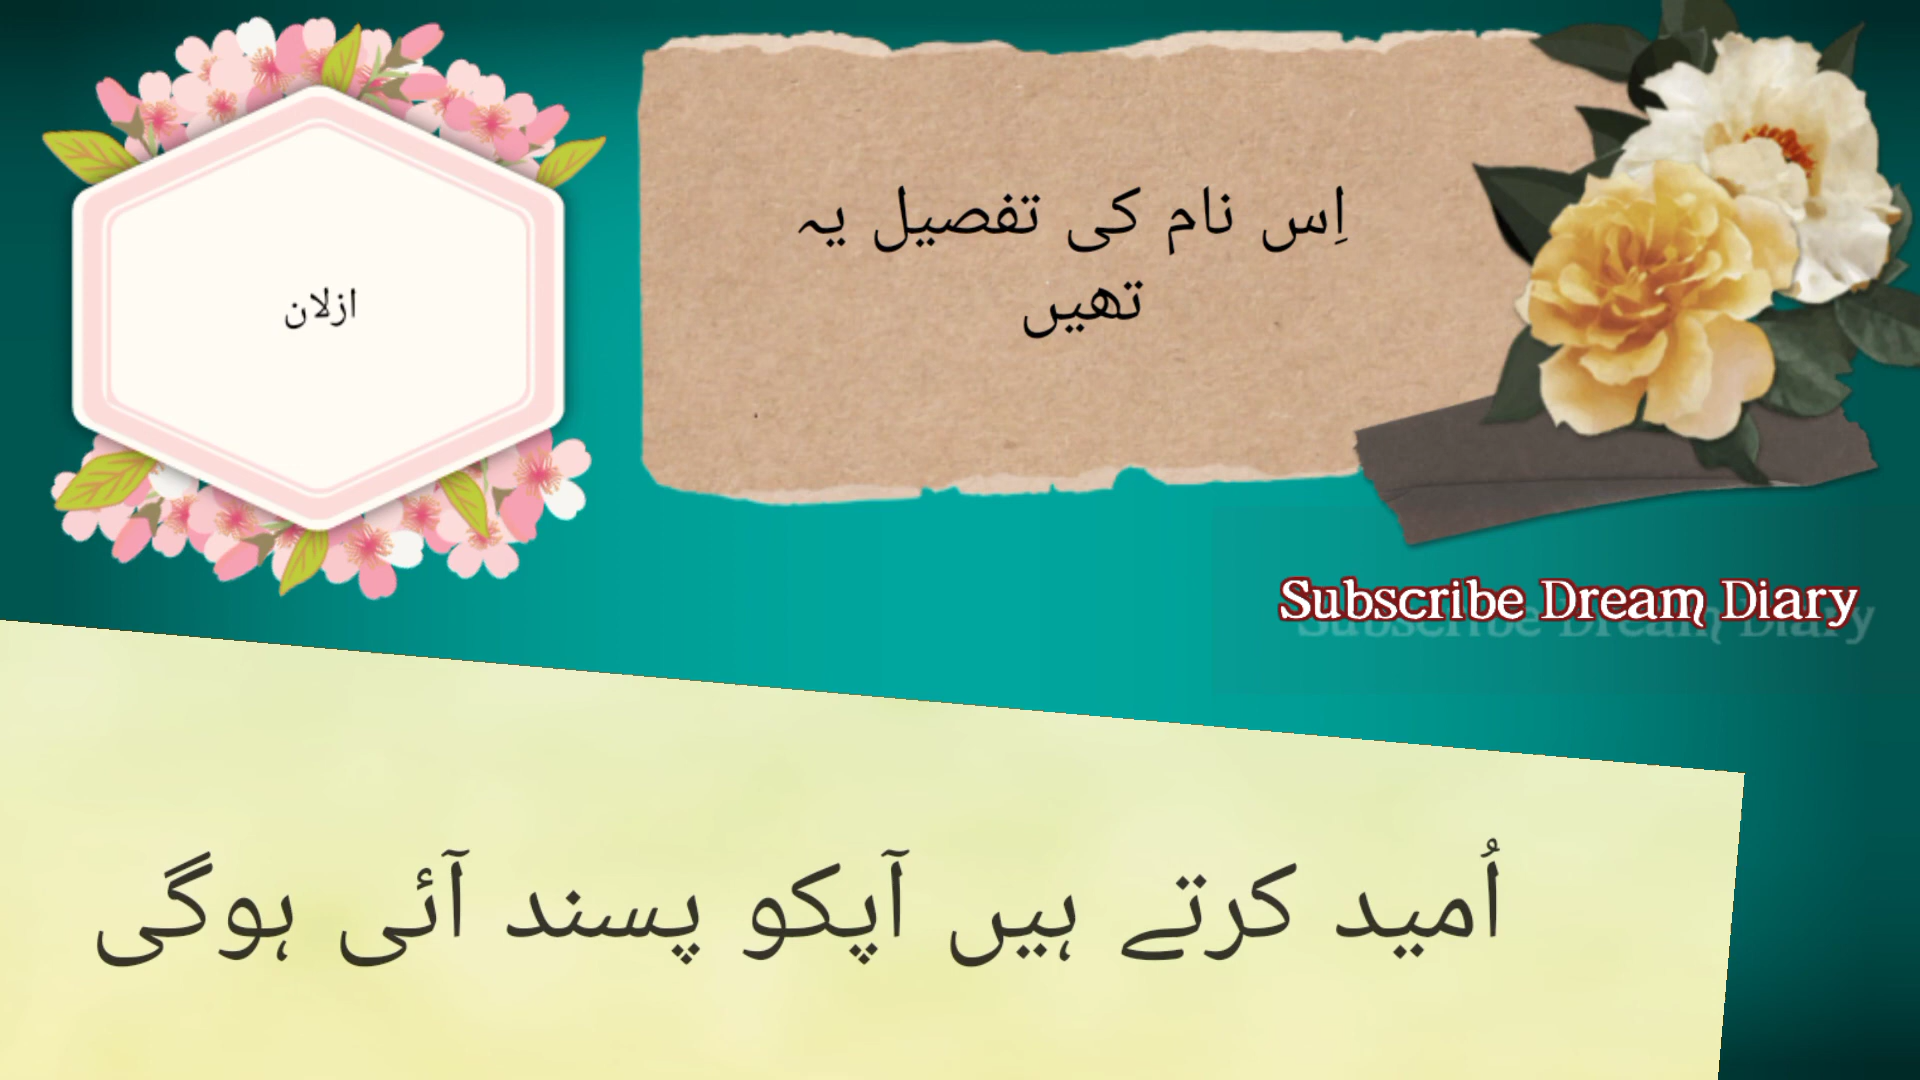 ازلان
اِس نام کی تفصیل یہ
تھیں
Subscribe Dream Diary
اُمید کرتے ہیں آپکو پسند آئی ہوگی